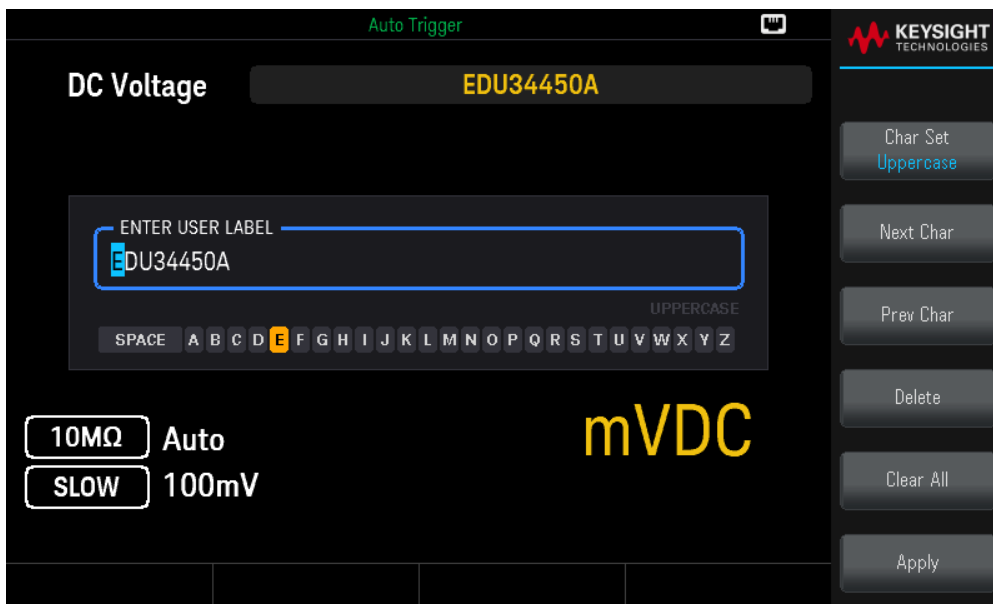 Auto Trigger
KEYSIGHT
TECHNOLOGIES
DC Voltage
EDU34450A
Char Set
Uppercase
ENTER USER LABEL
EDU34450A
Next Char
UPPERCASE
Prev Char
SPACE A B C D E F G H I J K L M N O P Q R S T U V W X Y Z
Delete
10MΩ Auto
mVDC
SLOW 100mV
Clear All
Apply